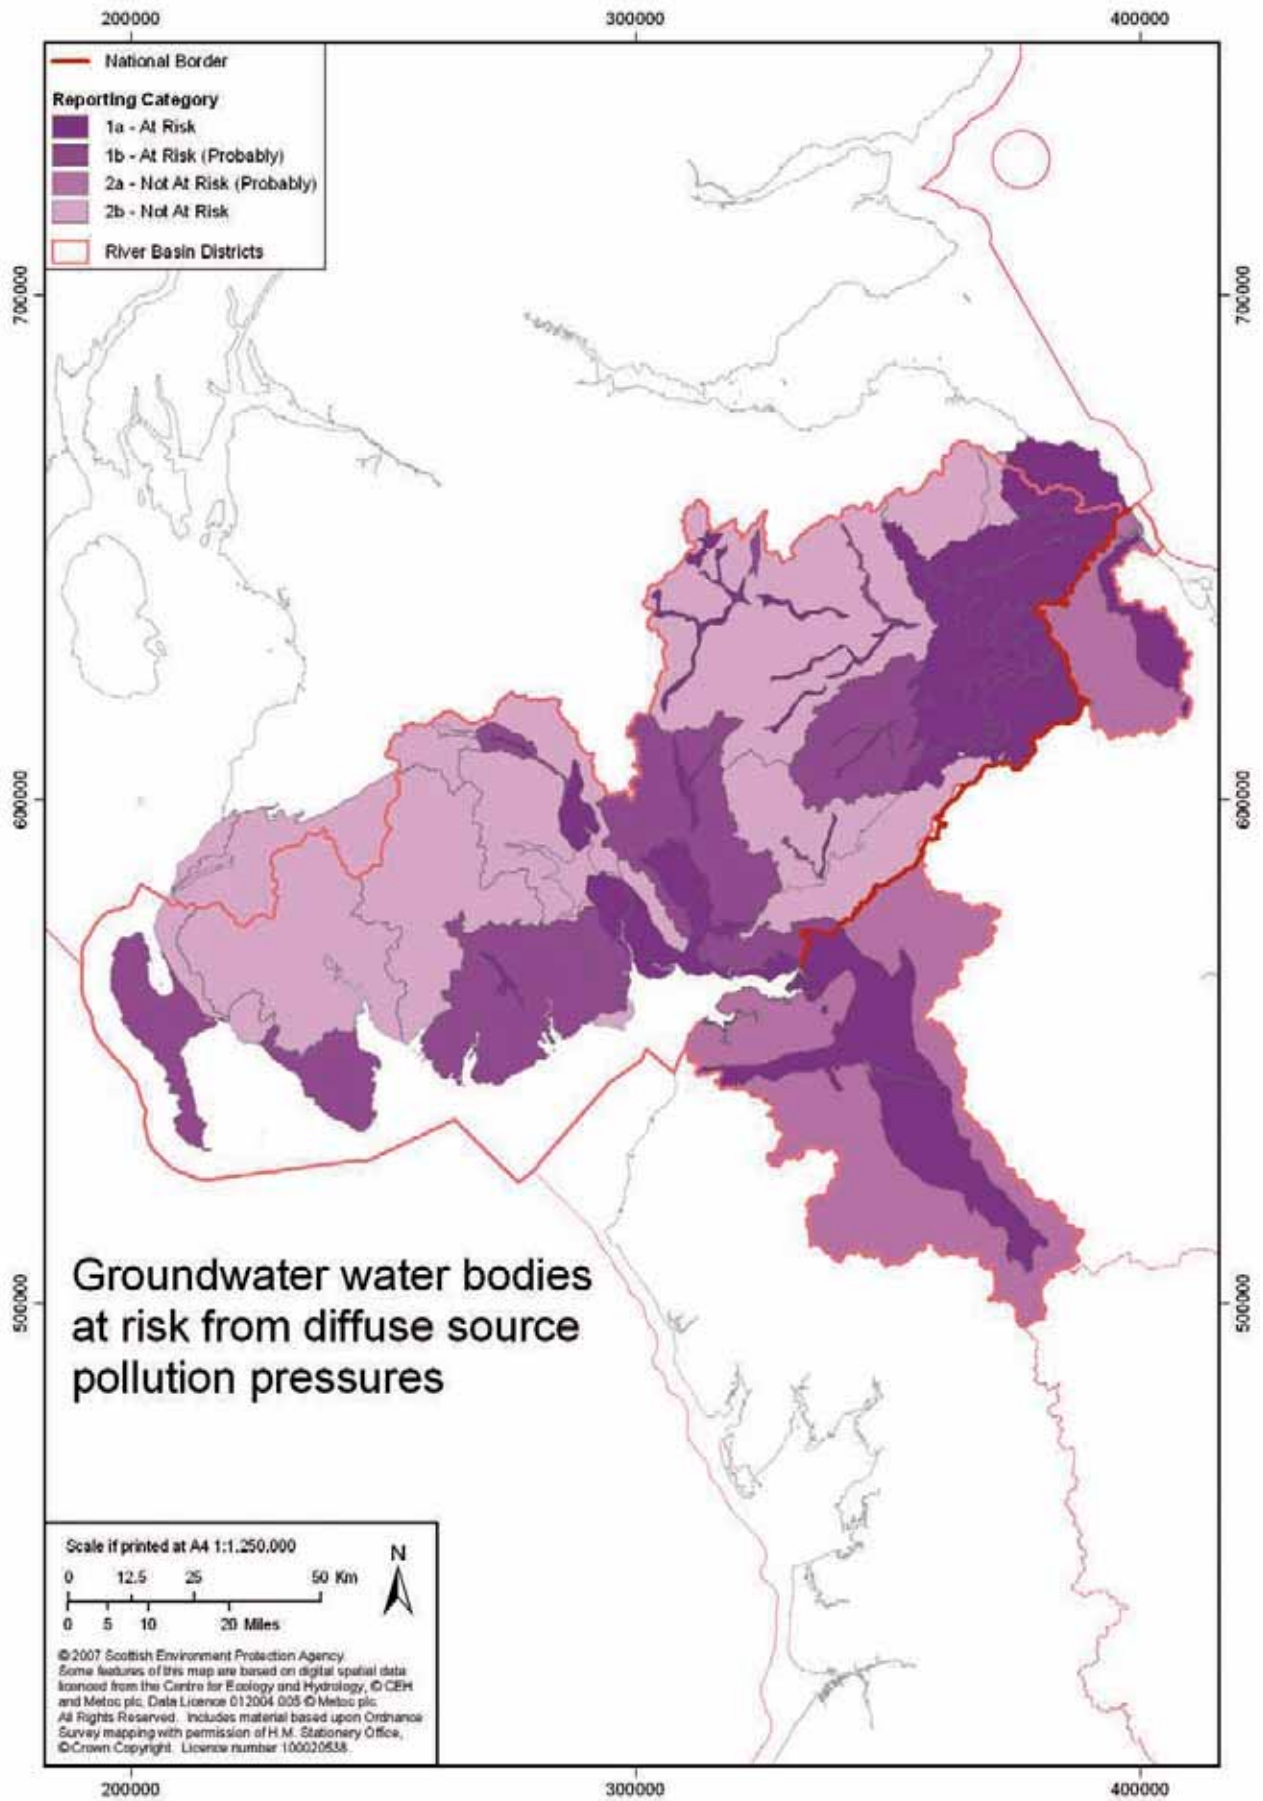 200000 300000 400000
National Border
Reporting Category
1a - At Risk
1b - At Risk (Probably)
2a - Not At Risk (Probably)
2b - Not At Risk
River Basin Districts
700000 700000
600000 600000
500000 500000
Groundwater water bodies
at risk from diffuse source
pollution pressures
Scale if printed at A4 1:1,250,000
N
0 12.5 25 50 Km
0 5 10 20 Miles
© 2007 Scottish Environment Protection Agency.
Some features of this map are based on digital spatial data
licenced from the Centre for Ecology and Hydrology, © CEH
and Metoc plc, Data Licence 012004.005 © Metoc plc.
All Rights Reserved. Includes material based upon Ordnance
Survey mapping with permission of H.M. Stationery Office,
© Crown Copyright. Licence number 100020538.
200000 300000 400000